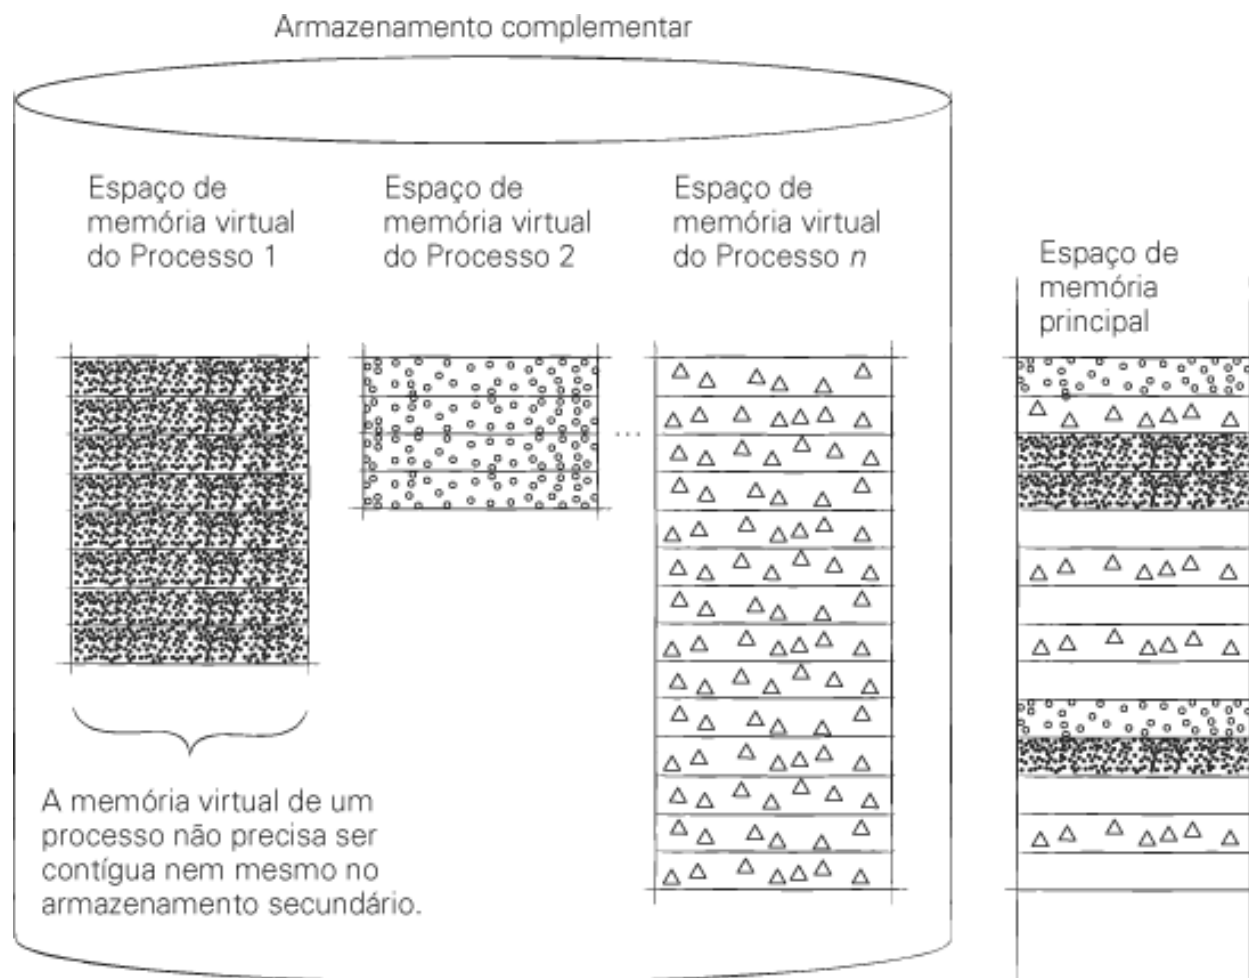 Armazenamento complementar
Espaço de
memória virtual
do Processo 1
Espaço de
memória virtual
do Processo 2
...
Espaço de
memória virtual
do Processo n
Espaço de
memória
principal
A memória virtual de um
processo não precisa ser
contígua nem mesmo no
armazenamento secundário.